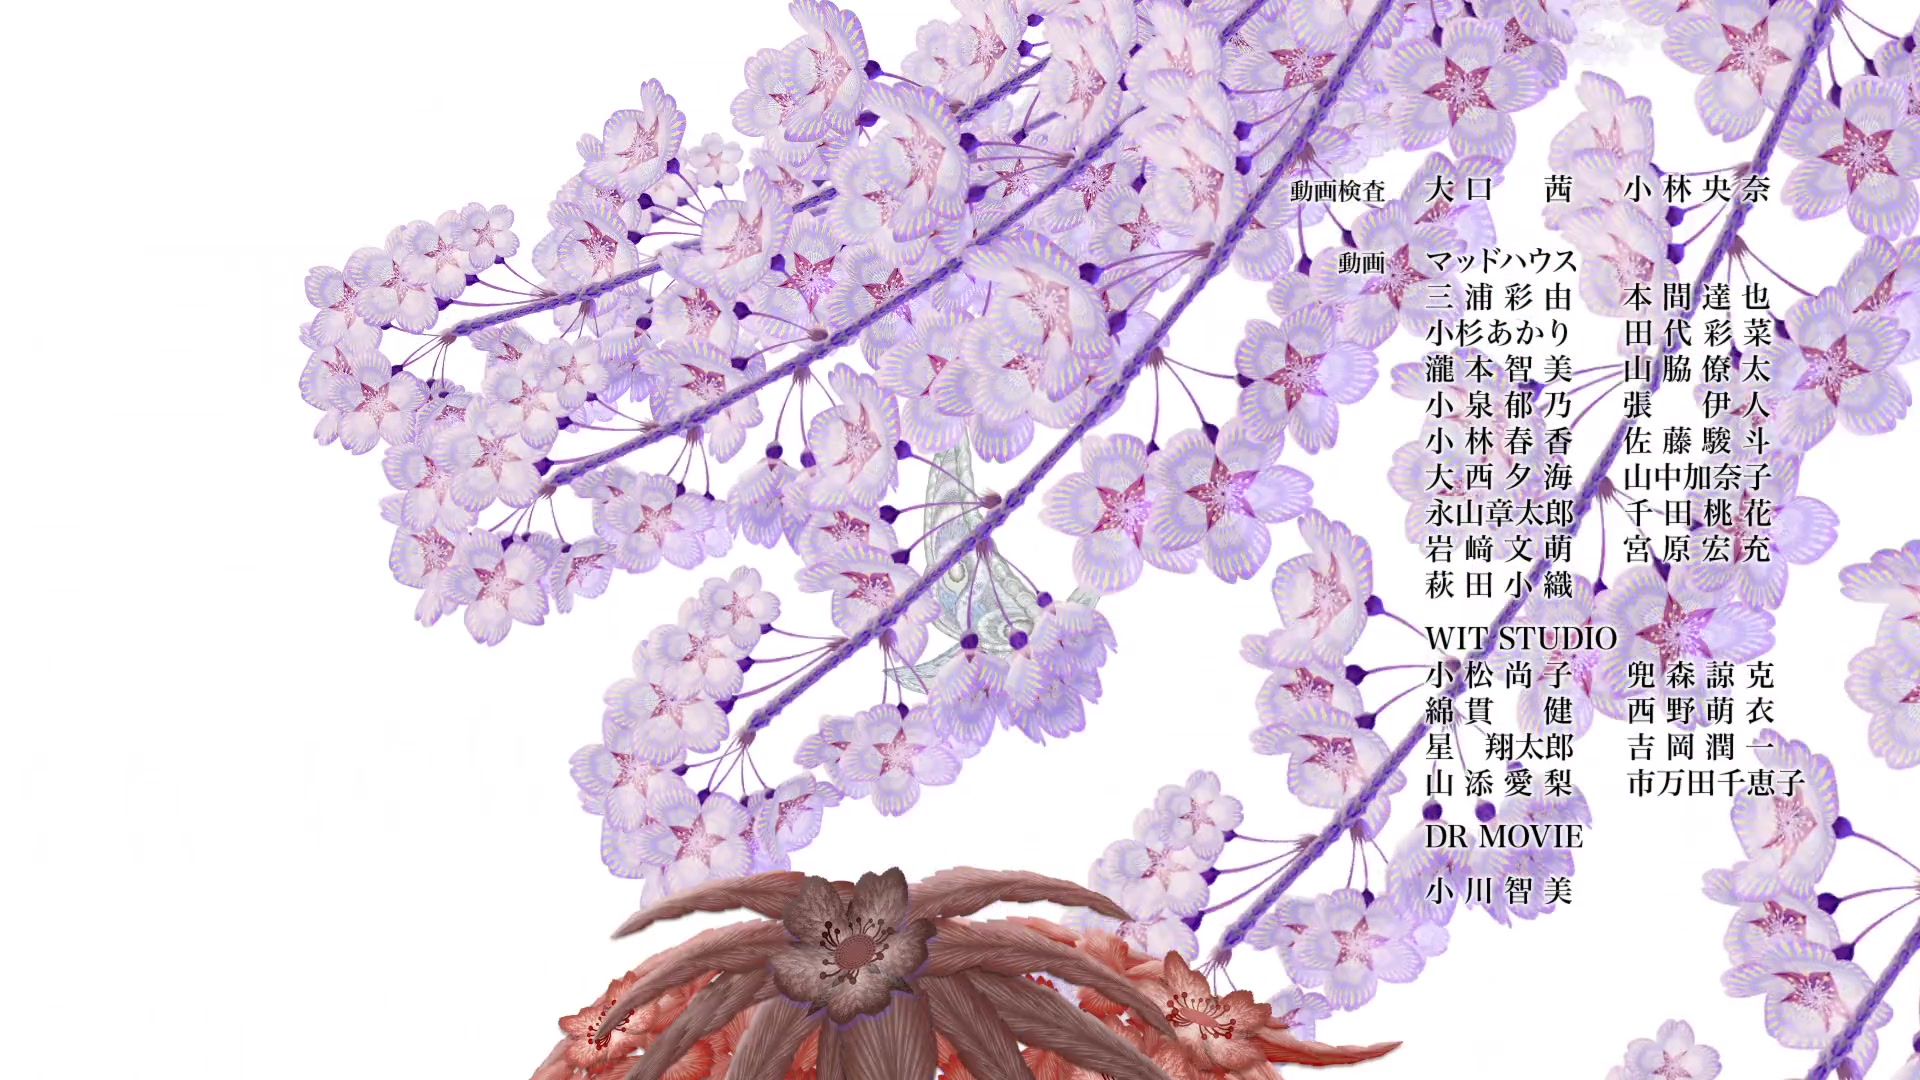 動画検査 大口 茜 小林央奈
動画 マッドハウス
三浦彩由 本間達也
小杉あかり 田代彩菜
瀧本智美 山脇僚太
小泉郁乃 張 伊人
小林春香 佐藤駿斗
大西夕海 山中加奈子
永山章太郎 千田桃花
岩﨑文萌 宮原宏充
萩田小織
WIT STUDIO
小松尚子 兜森諒克
綿貫 健 西野萌衣
星 翔太郎 吉岡潤一
山添愛梨 市万田千恵子
DR MOVIE
小川智美